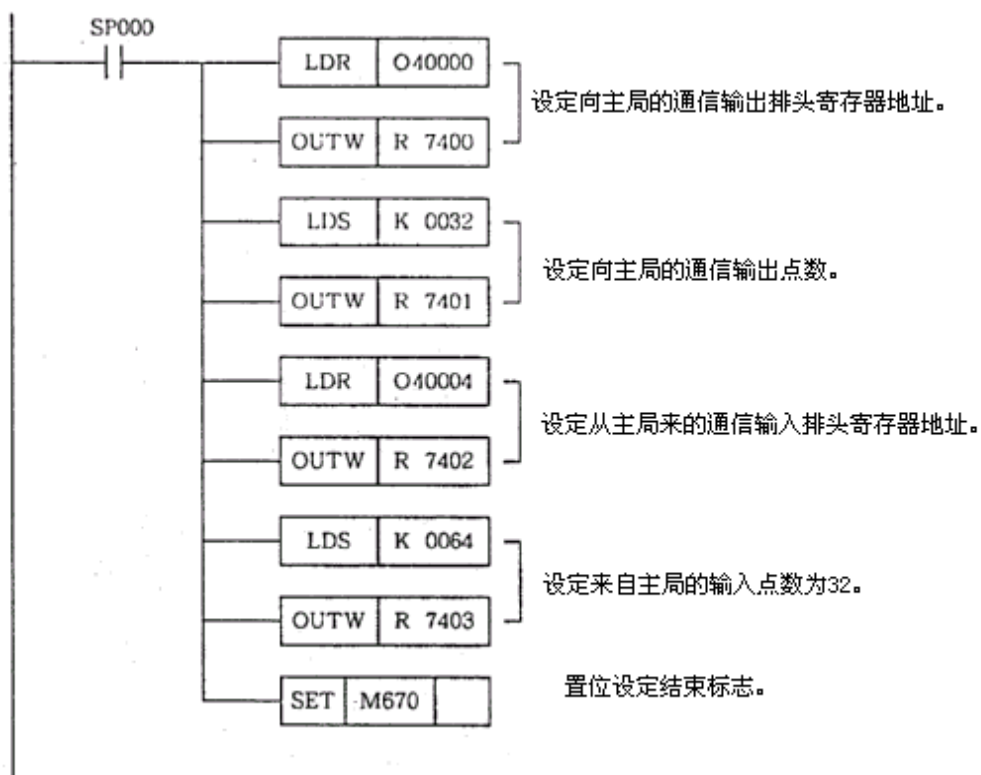 SP000
LDR O40000
设定向主局的通信输出排头寄存器地址。
OUTW R 7400
LDS K 0032
设定向主局的通信输出点数。
OUTW R 7401
LDR O40004
设定从主局来的通信输入排头寄存器地址。
OUTW R 7402
LDS K 0064
设定来自主局的输入点数为32。
OUTW R 7403
SET M670
置位设定结束标志。